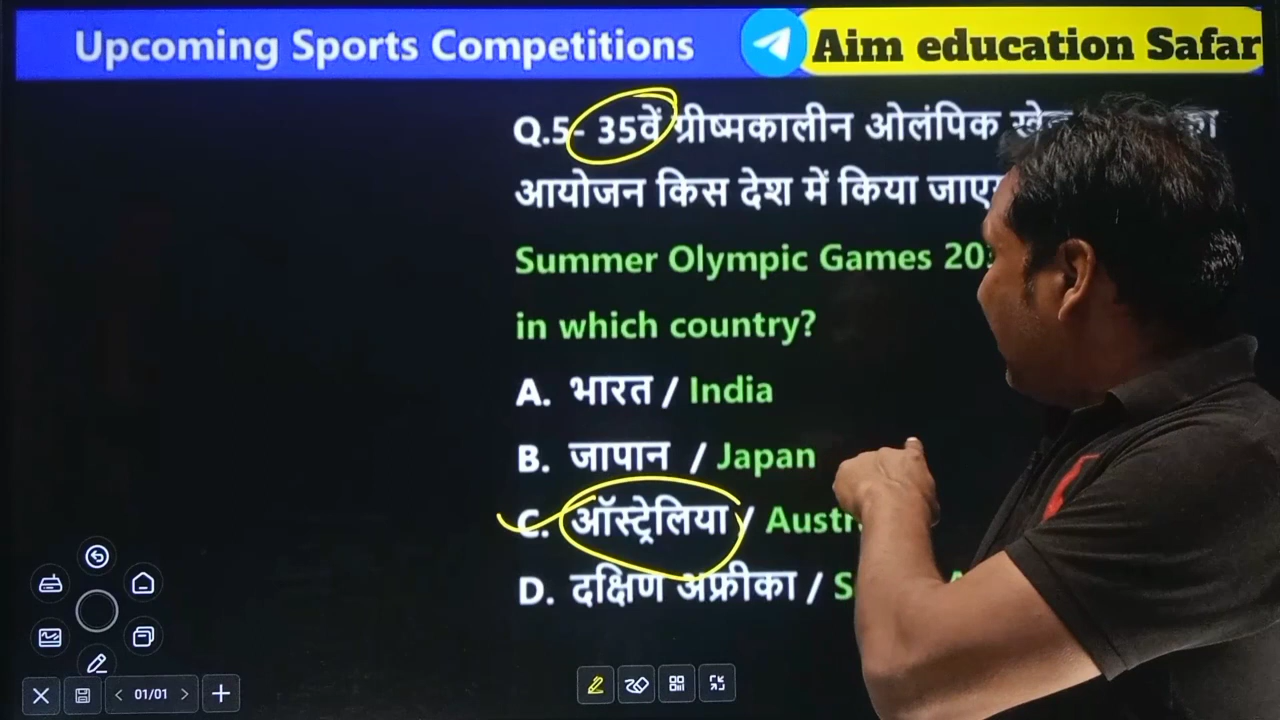 Upcoming Sports Competitions
Aim education Safar
Q.5- 35वें ग्रीष्मकालीन ओलंपिक का
आयोजन किस देश में किया
Summer Olympic Games
in which country?
A. भारत / India
B. जापान / Japan
C. ऑस्ट्रेलिया /
D. दक्षिण अफ्रीका /
01/01